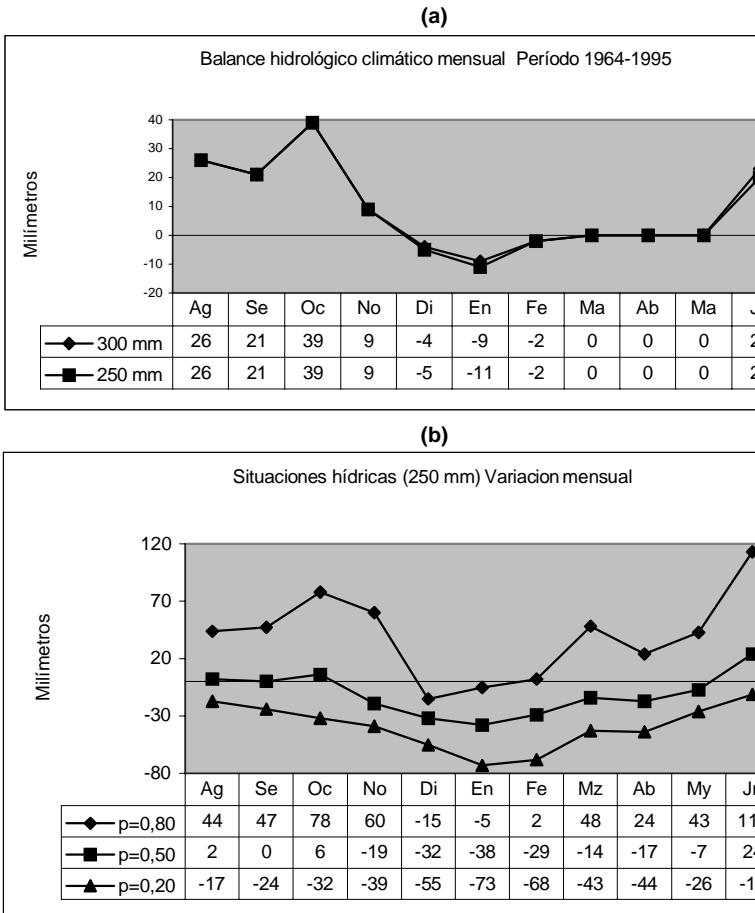 (a)
Balance hidrológico climático mensual Período 1964-1995
Milímetros
40
30
20
10
0
-10
-20
Ag Se Oc No Di En Fe Ma Ab Ma
300 mm 26 21 39 9 -4 -9 -2 0 0 0
250 mm 26 21 39 9 -5 -11 -2 0 0 0
(b)
Situaciones hídricas (250 mm) Variacion mensual
Milímetros
120
70
20
-30
-80
Ag Se Oc No Di En Fe Mz Ab My
p=0,80 44 47 78 60 -15 -5 2 48 24 43
p=0,50 2 0 6 -19 -32 -38 -29 -14 -17 -7
p=0,20 -17 -24 -32 -39 -55 -73 -68 -43 -44 -26